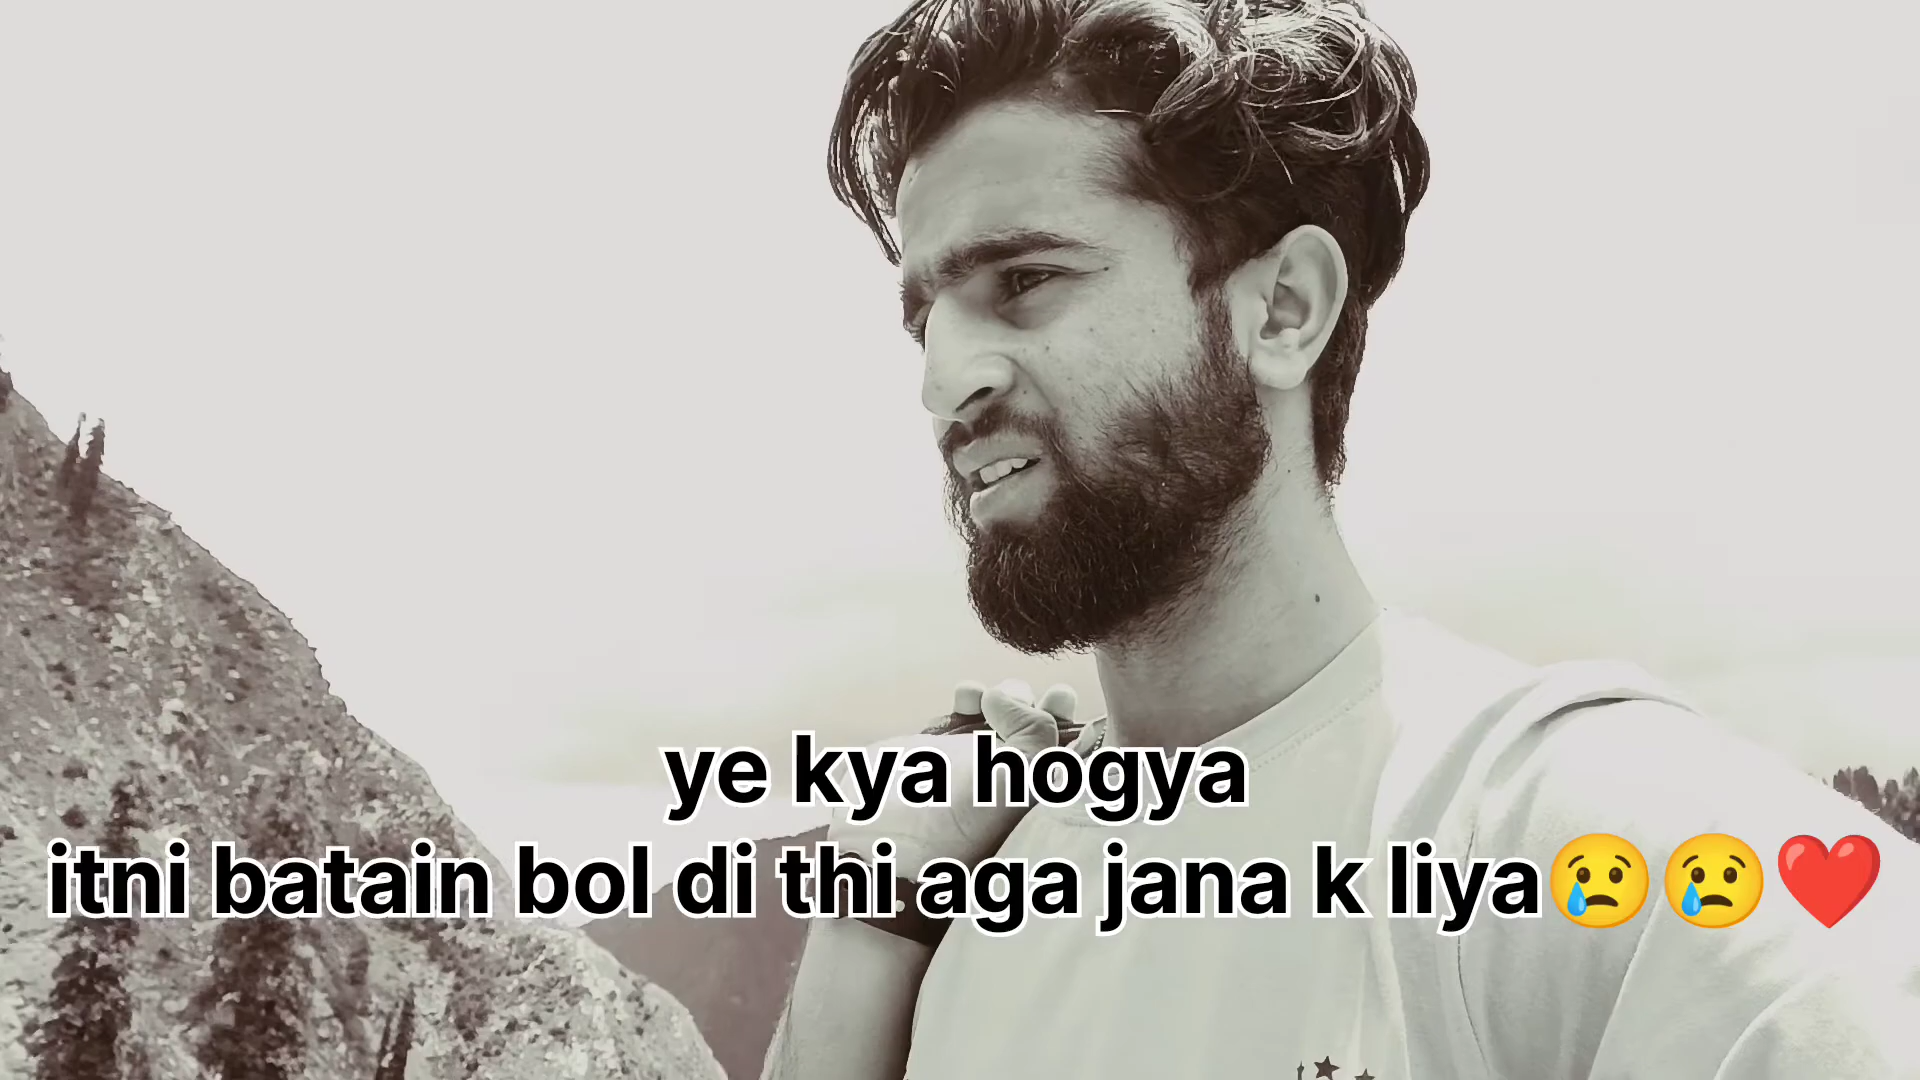 ye kya hogya
itni batain bol di thi aga jana k liya😢😢❤️